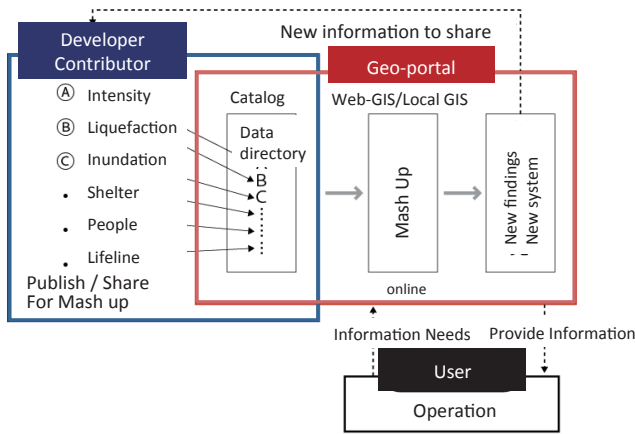 New information to share
Developer
Contributor
Geo-portal
Ⓐ Intensity
Ⓑ Liquefaction
Ⓒ Inundation
• Shelter
• People
• Lifeline
Publish / Share
For Mash up
Catalog
Data
directory
B
C
Web-GIS/Local GIS
Mash Up
New findings
New system
online
Information Needs
Provide Information
User
Operation